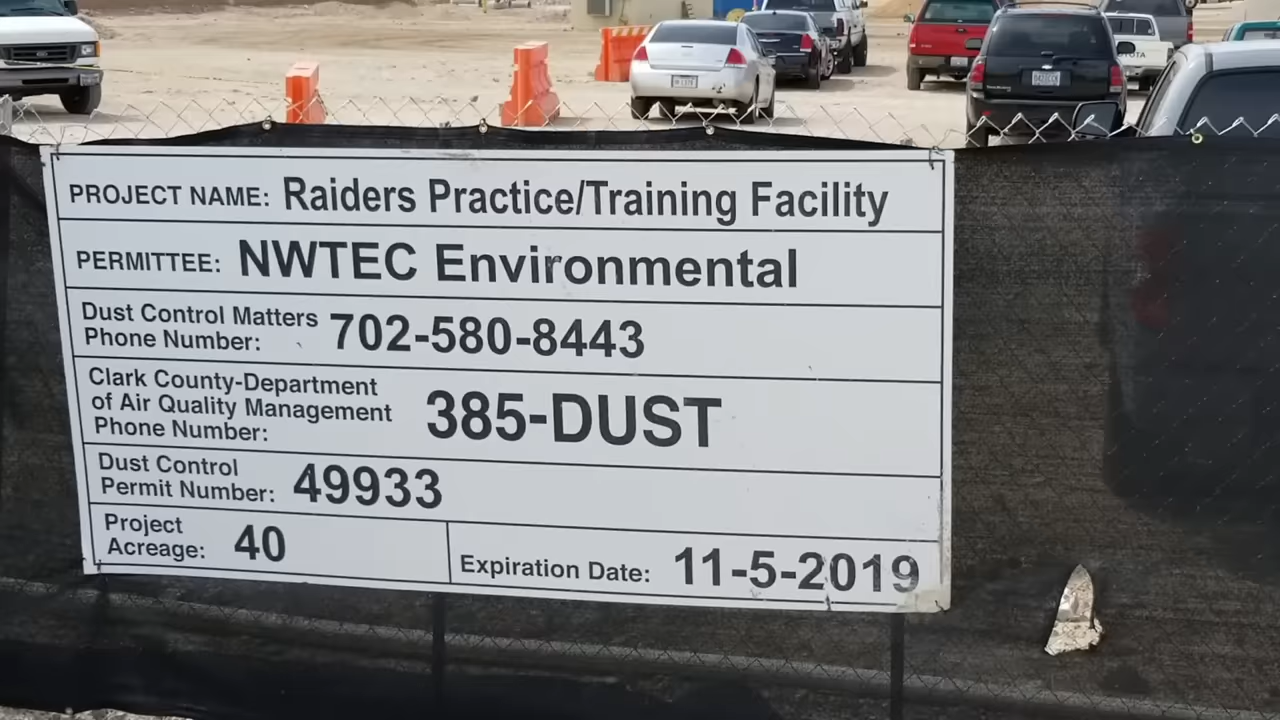 PROJECT NAME: Raiders Practice/Training Facility
PERMITTEE: NWTEC Environmental
Dust Control Matters
Phone Number: 702-580-8443
Clark County-Department
of Air Quality Management
Phone Number: 385-DUST
Dust Control
Permit Number: 49933
Project
Acreage: 40
Expiration Date: 11-5-2019